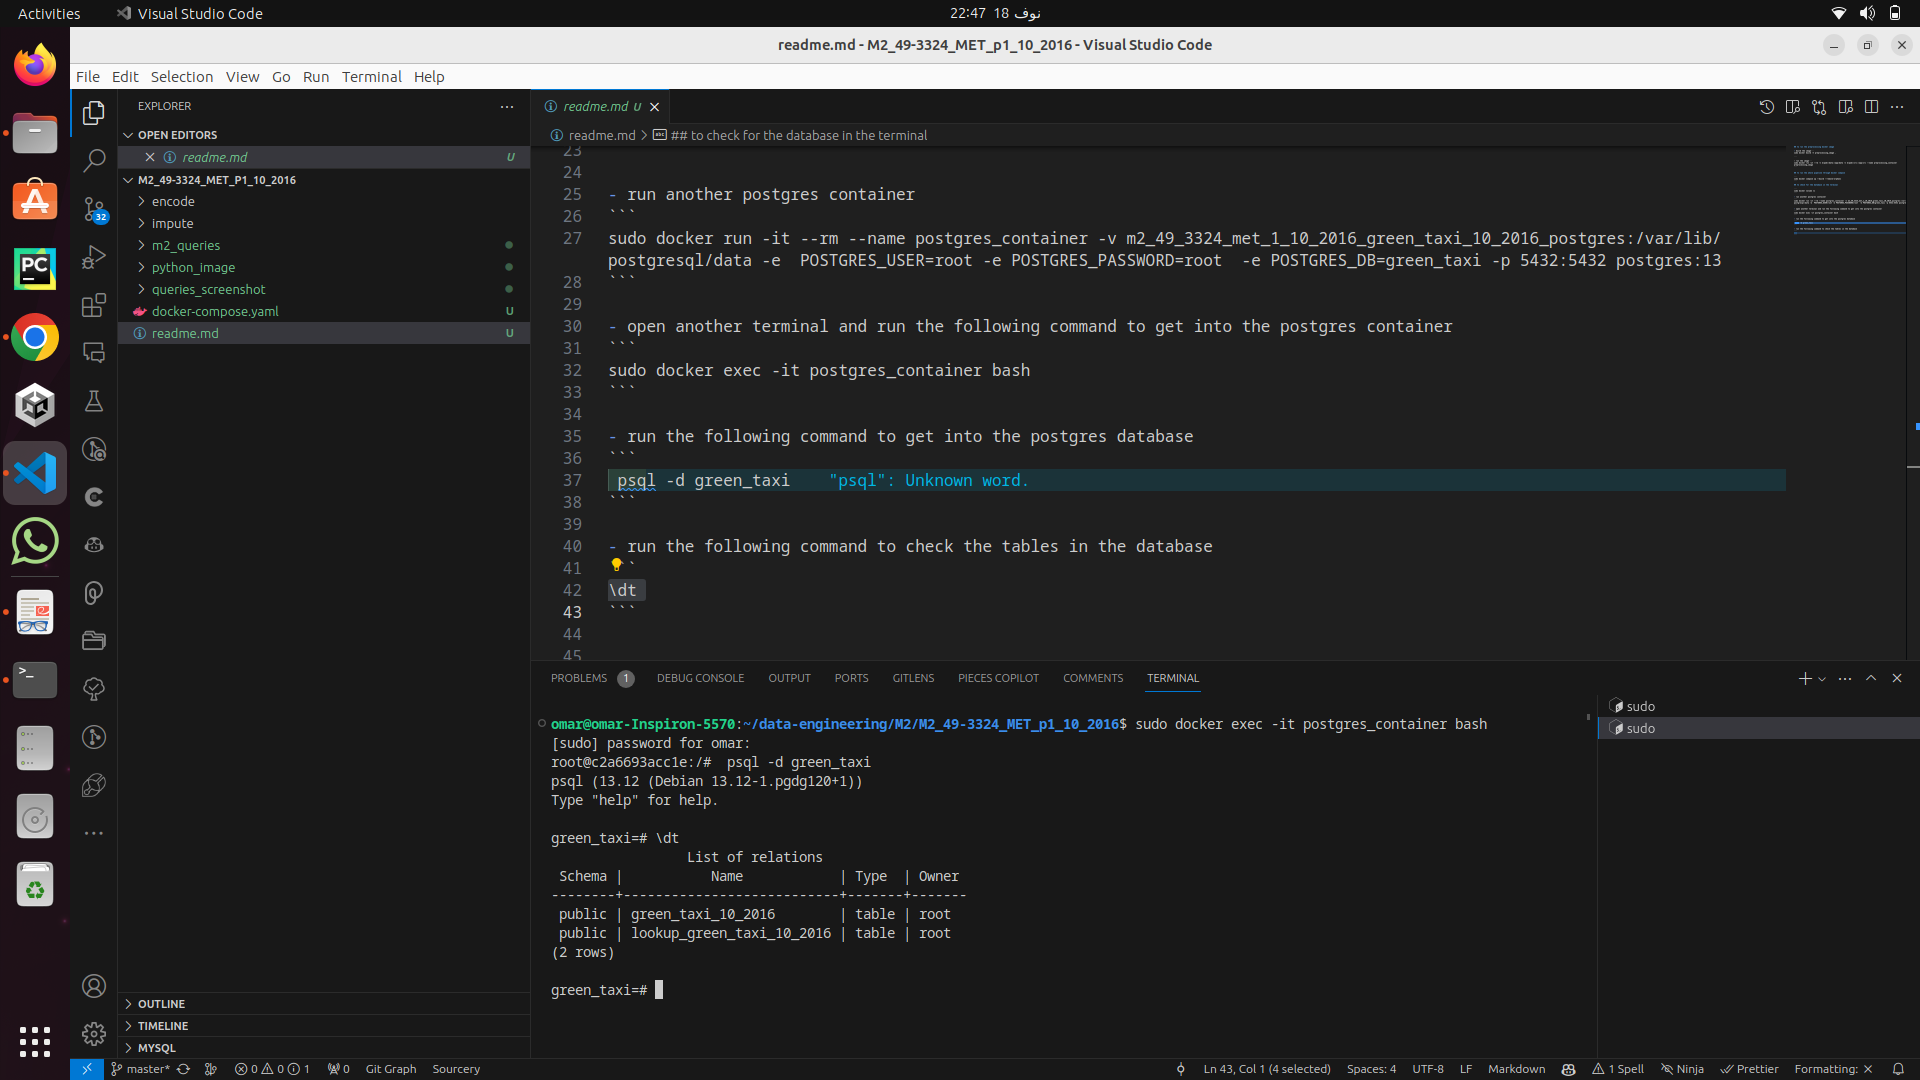 Activities
Visual Studio Code
22:47 18 نوف
readme.md - M2_49-3324_MET_p1_10_2016 - Visual Studio Code
File Edit Selection View Go Run Terminal Help
EXPLORER
OPEN EDITORS
readme.md U
M2_49-3324_MET_P1_10_2016
encode
impute
m2_queries
python_image
queries_screenshot
docker-compose.yaml U
readme.md U
OUTLINE
TIMELINE
MYSQL
32
PC
readme.md U
readme.md > ## to check for the database in the terminal
23
24
25 - run another postgres container
26 ```
27 sudo docker run -it --rm --name postgres_container -v m2_49_3324_met_1_10_2016_green_taxi_10_2016_postgres:/var/lib/
postgresql/data -e  POSTGRES_USER=root -e POSTGRES_PASSWORD=root  -e POSTGRES_DB=green_taxi -p 5432:5432 postgres:13
28 ```
29
30 - open another terminal and run the following command to get into the postgres container
31 ```
32 sudo docker exec -it postgres_container bash
33 ```
34
35 - run the following command to get into the postgres database
36 ```
37  psql -d green_taxi    "psql": Unknown word.
38 ```
39
40 - run the following command to check the tables in the database
41 ```
42 \dt
43 ```
44
45
PROBLEMS 1 DEBUG CONSOLE OUTPUT PORTS GITLENS PIECES COPILOT COMMENTS TERMINAL
omar@omar-Inspiron-5570:~/data-engineering/M2/M2_49-3324_MET_p1_10_2016$ sudo docker exec -it postgres_container bash
[sudo] password for omar:
root@c2a6693acc1e:/#  psql -d green_taxi
psql (13.12 (Debian 13.12-1.pgdg120+1))
Type "help" for help.
green_taxi=# \dt
List of relations
Schema | Name | Type | Owner
--------+---------------------------+-------+-------
public | green_taxi_10_2016 | table | root
public | lookup_green_taxi_10_2016 | table | root
(2 rows)
green_taxi=#
sudo
sudo
master* 0 0 1 0 Git Graph Sourcery
Ln 43, Col 1 (4 selected) Spaces: 4 UTF-8 LF Markdown 1 Spell Ninja Prettier Formatting: ×